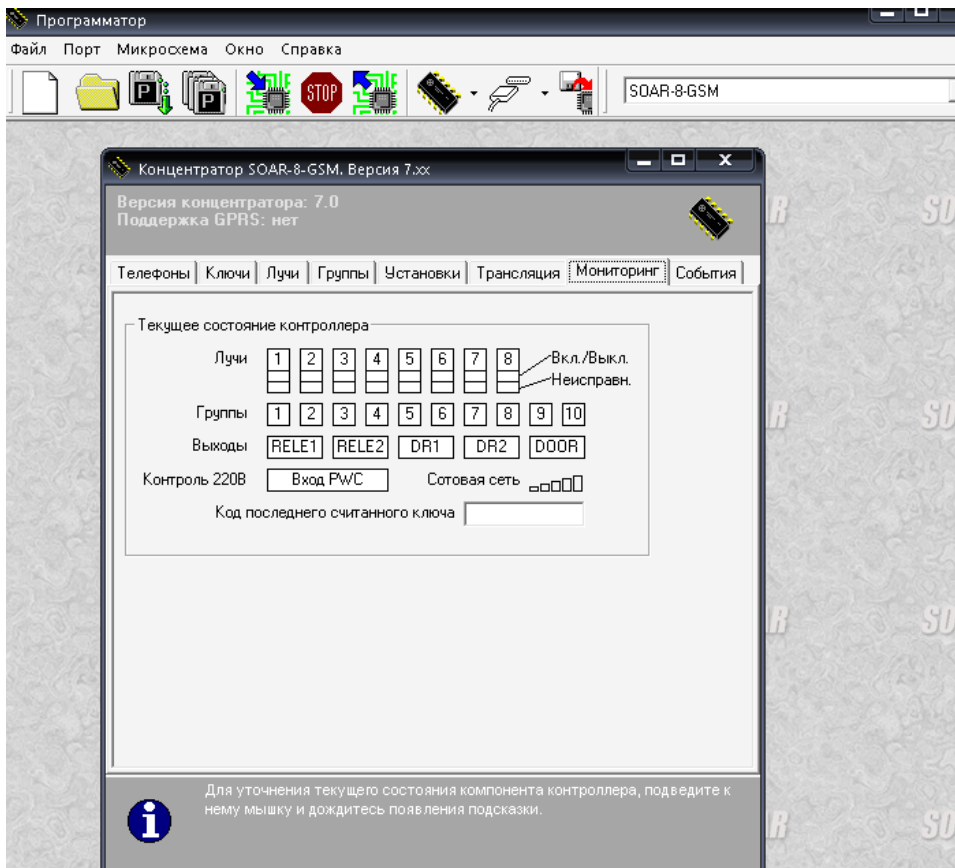 Программатор
Файл Порт Микросхема Окно Справка
P P STOP SOAR-8-GSM
Концентратор SOAR-8-GSM. Версия 7.xx
Версия концентратора: 7.0
Поддержка GPRS: нет
Телефоны Ключи Лучи Группы Установки Трансляция Мониторинг События
Текущее состояние контроллера
Лучи 1 2 3 4 5 6 7 8 Вкл./Выкл.
Неисправн.
Группы 1 2 3 4 5 6 7 8 9 10
Выходы RELE1 RELE2 DR1 DR2 DOOR
Контроль 220В Вход PWC Сотовая сеть
Код последнего считанного ключа
Для уточнения текущего состояния компонента контроллера, подведите к
нему мышку и дождитесь появления подсказки.